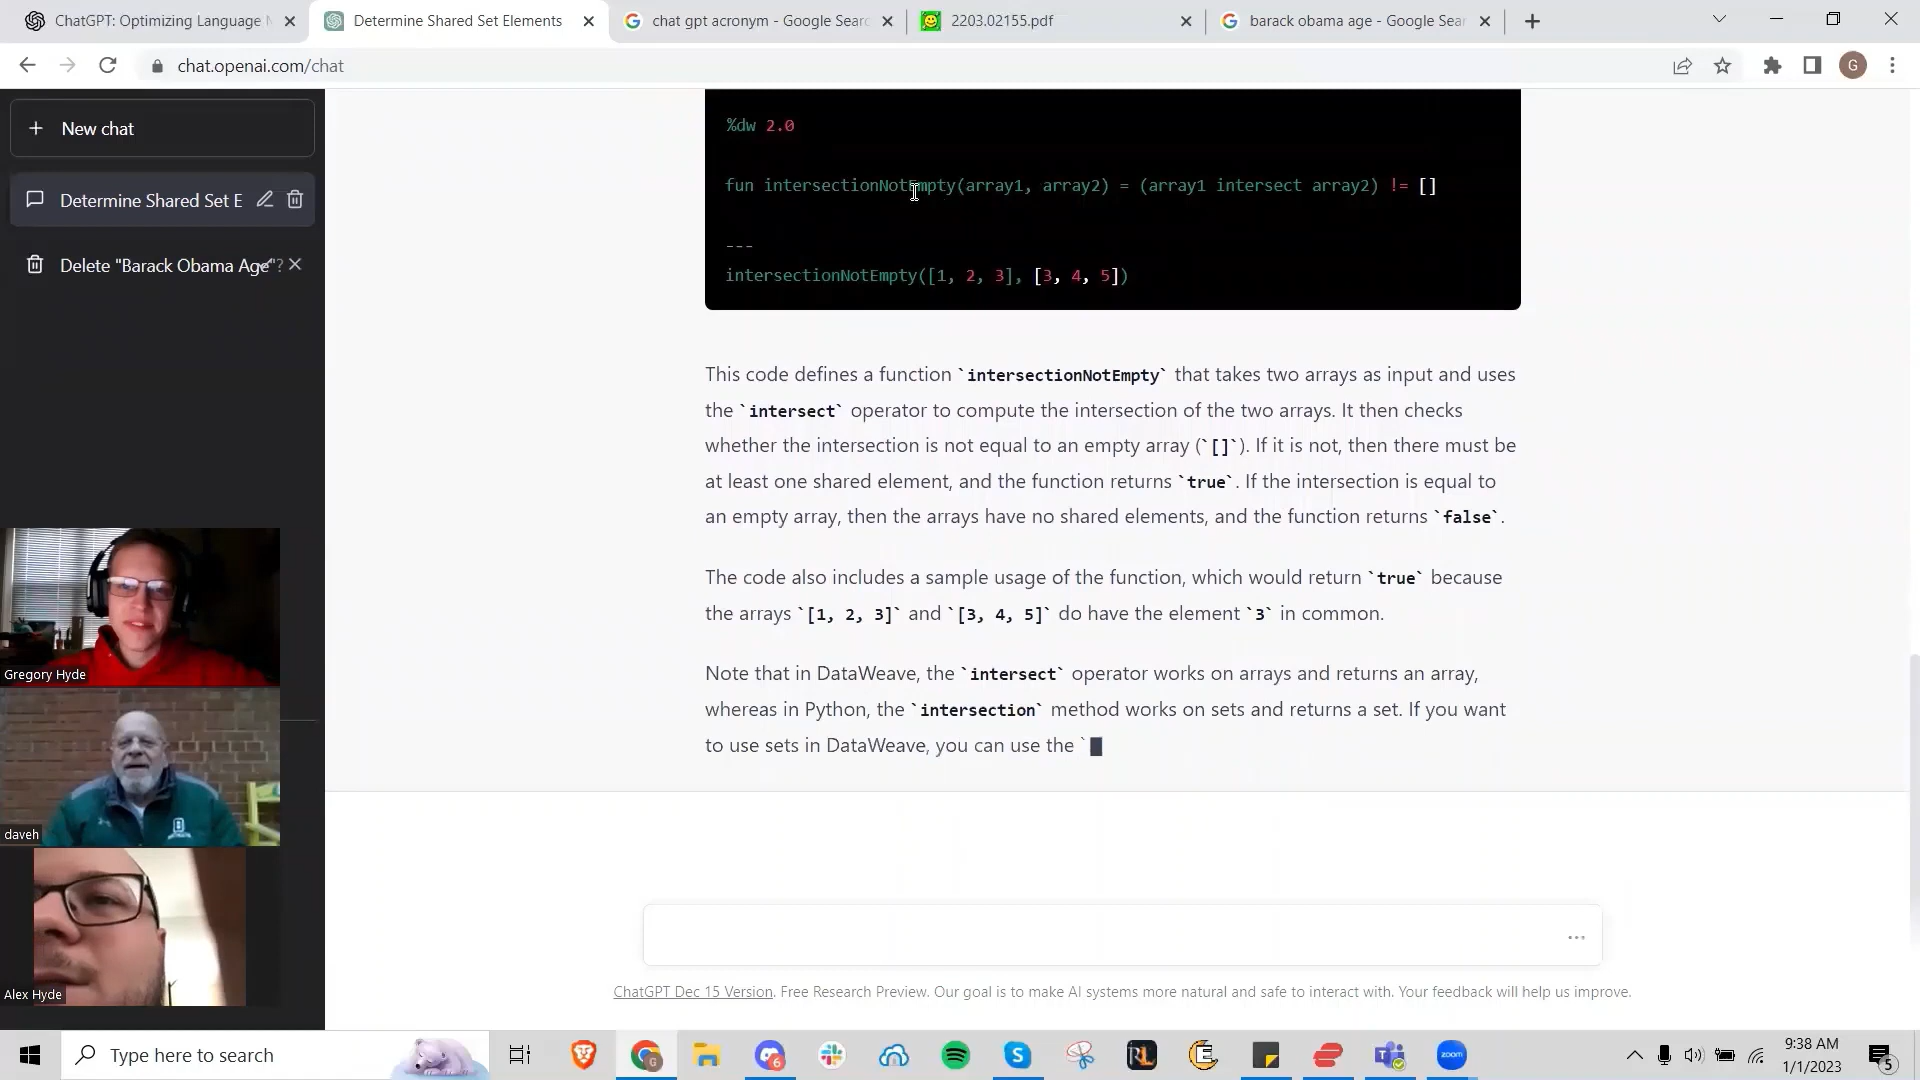 ChatGPT: Optimizing Language M
Determine Shared Set Elements
chat gpt acronym - Google Searc
2203.02155.pdf
barack obama age - Google Sear
chat.openai.com/chat
G
New chat
Determine Shared Set E
Delete "Barack Obama Age"?
%dw 2.0
fun intersectionNotEmpty(array1, array2) = (array1 intersect array2) != []
---
intersectionNotEmpty([1, 2, 3], [3, 4, 5])
This code defines a function `intersectionNotEmpty` that takes two arrays as input and uses
the `intersect` operator to compute the intersection of the two arrays. It then checks
whether the intersection is not equal to an empty array (`[]`). If it is not, then there must be
at least one shared element, and the function returns `true`. If the intersection is equal to
an empty array, then the arrays have no shared elements, and the function returns `false`.
The code also includes a sample usage of the function, which would return `true` because
the arrays `[1, 2, 3]` and `[3, 4, 5]` do have the element `3` in common.
Note that in DataWeave, the `intersect` operator works on arrays and returns an array,
whereas in Python, the `intersection` method works on sets and returns a set. If you want
to use sets in DataWeave, you can use the `
Gregory Hyde
daveh
Alex Hyde
ChatGPT Dec 15 Version. Free Research Preview. Our goal is to make AI systems more natural and safe to interact with. Your feedback will help us improve.
Type here to search
G
6
RL
zoom
9:38 AM
1/1/2023
5